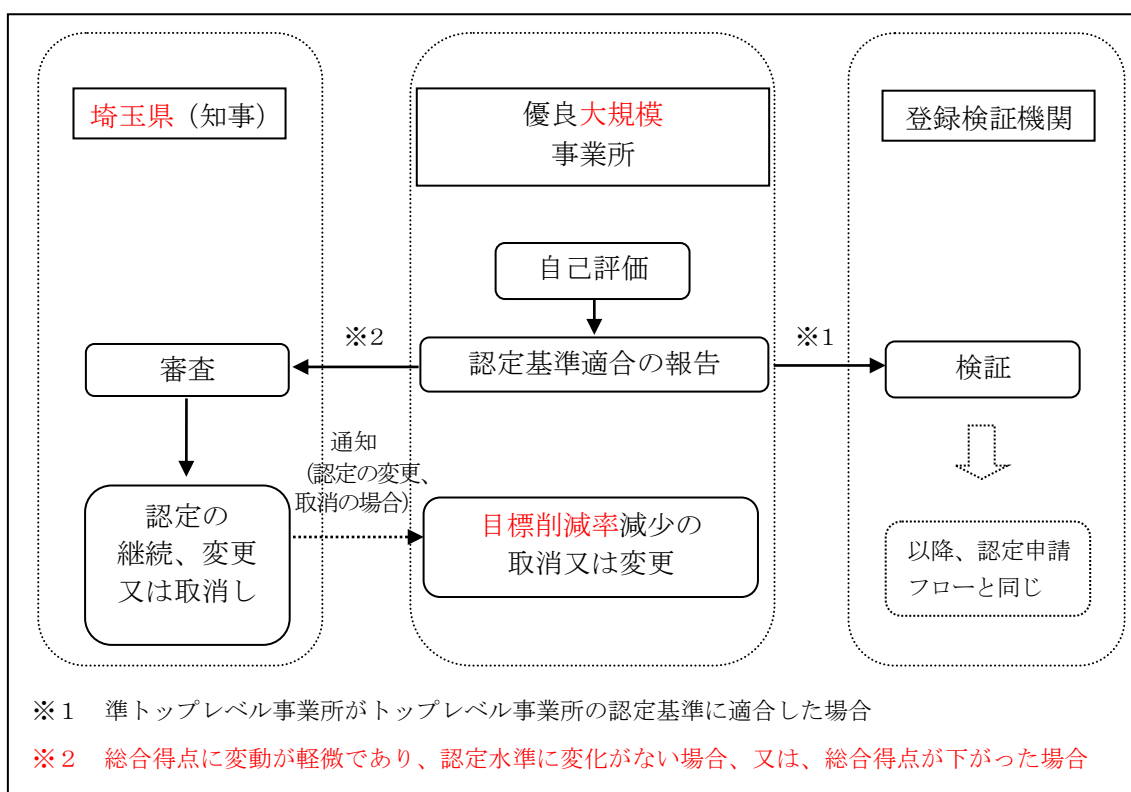 埼玉県（知事）
優良大規模
事業所
登録検証機関
自己評価
※2
認定基準適合の報告
※1
審査
検証
通知
（認定の変更、
取消の場合）
認定の
継続、変更
又は取消し
目標削減率減少の
取消又は変更
以降、認定申請
フローと同じ
※１　準トップレベル事業所がトップレベル事業所の認定基準に適合した場合
※２　総合得点に変動が軽微であり、認定水準に変化がない場合、又は、総合得点が下がった場合